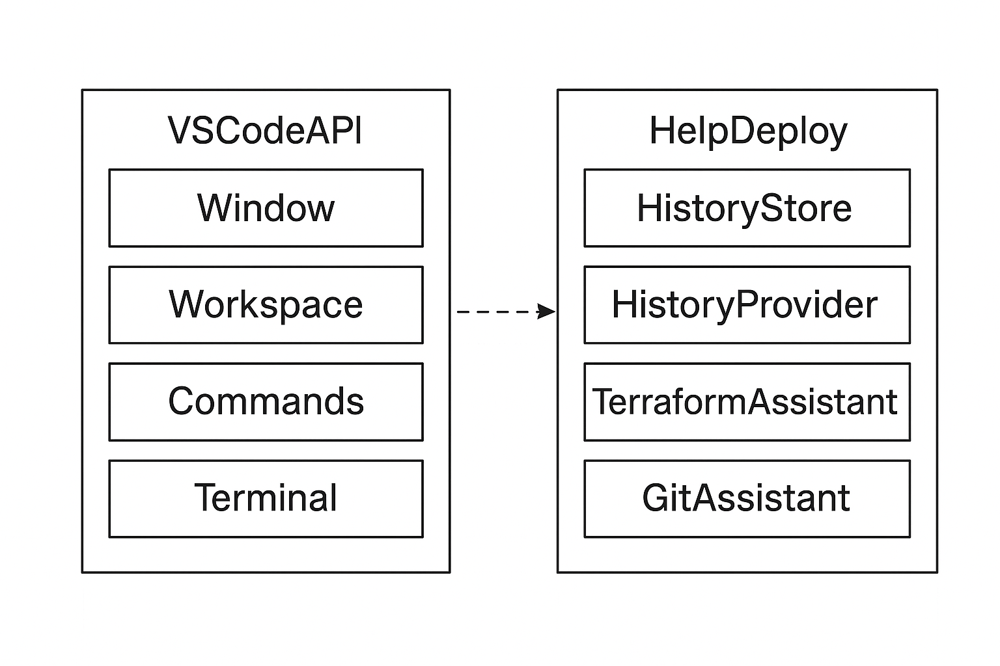 VSCodeAPI
Window
Workspace
Commands
Terminal
HelpDeploy
HistoryStore
HistoryProvider
TerraformAssistant
GitAssistant